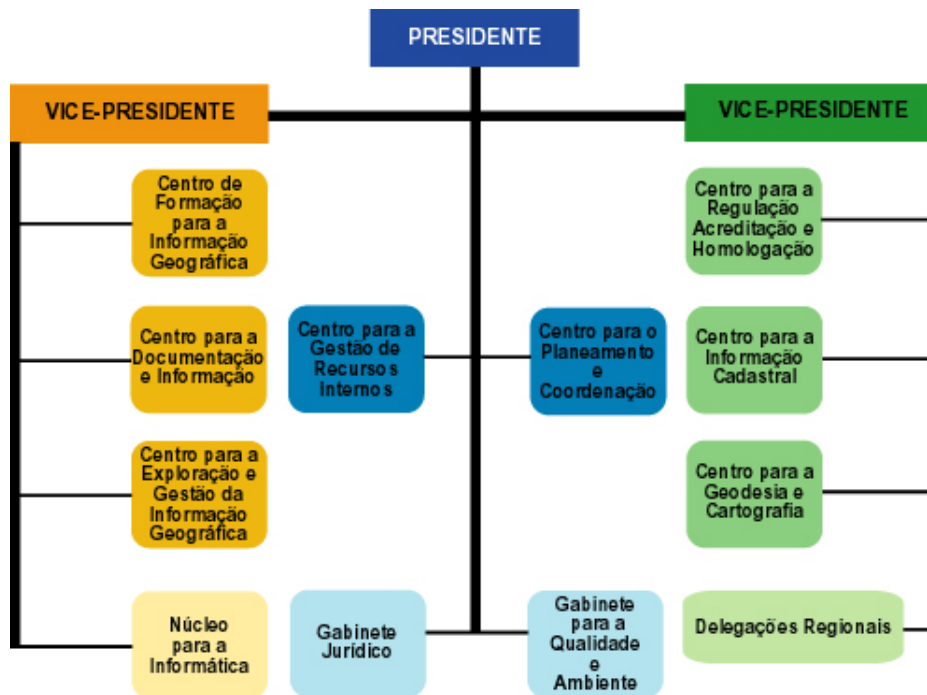 PRESIDENTE
VICE-PRESIDENTE
VICE-PRESIDENTE
Centro de
Formação
para a
Informação
Geográfica
Centro para a
Regulação
Acreditação e
Homologação
Centro para a
Documentação
e Informação
Centro para a
Gestão de
Recursos
Internos
Centro para o
Planeamento
e
Coordenação
Centro para a
Informação
Cadastral
Centro para a
Exploração e
Gestão da
Informação
Geográfica
Centro para a
Geodesia e
Cartografia
Núcleo
para a
Informática
Gabinete
Jurídico
Gabinete
para a
Qualidade
e
Ambiente
Delegações Regionais